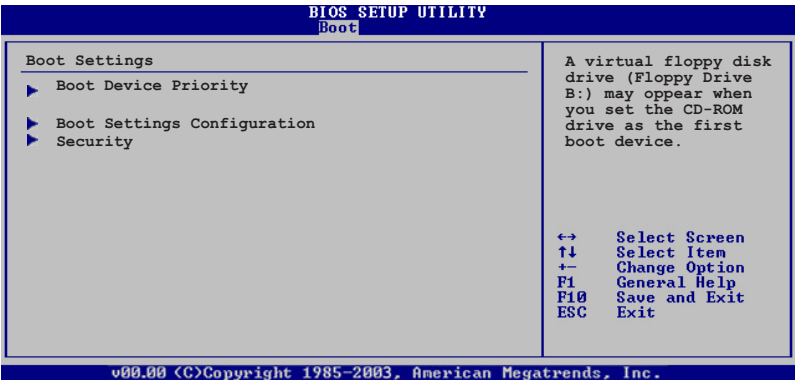 BIOS SETUP UTILITY
Boot
Boot Settings
Boot Device Priority
Boot Settings Configuration
Security
A virtual floppy disk
drive (Floppy Drive
B:) may oppear when
you set the CD-ROM
drive as the first
boot device.
←→ Select Screen
↑↓ Select Item
+− Change Option
F1 General Help
F10 Save and Exit
ESC Exit
v00.00 (C)Copyright 1985-2003, American Megatrends, Inc.